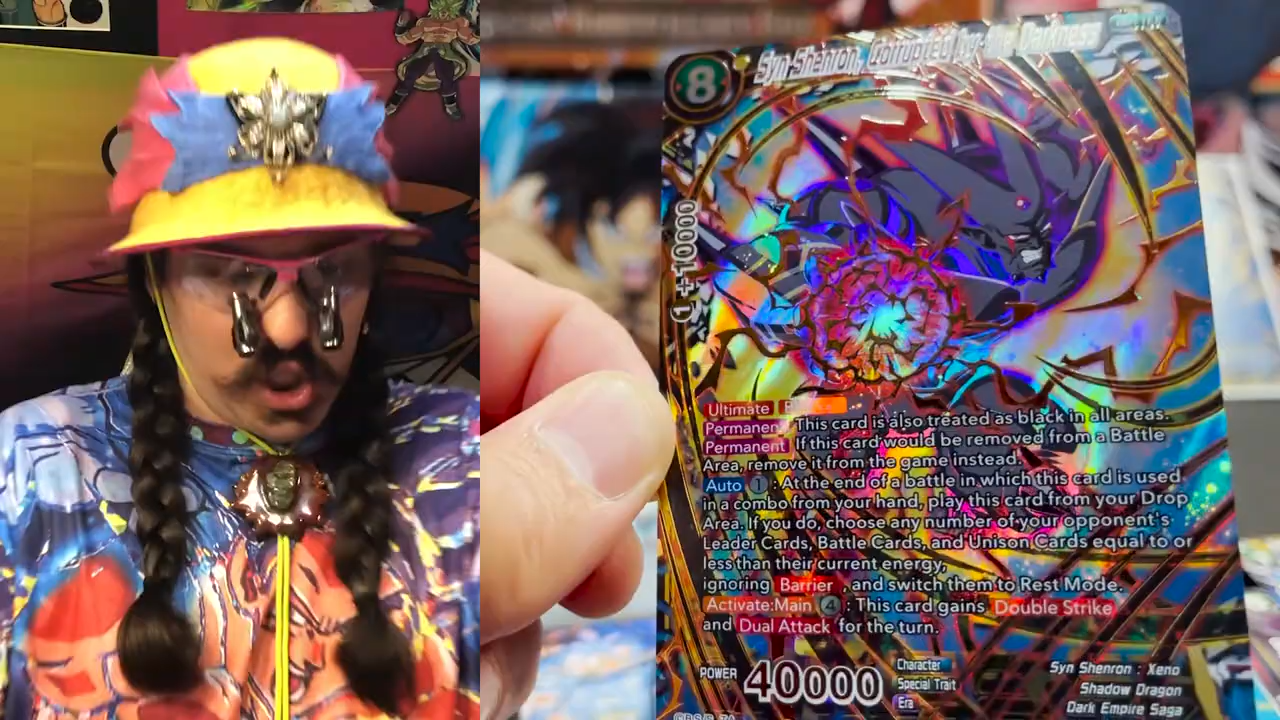 Syn Shenron, Corrupted by the Darkness
8
1 +10000
Ultimate
Permanent This card is also treated as black in all areas.
Permanent If this card would be removed from a Battle
Area, remove it from the game instead.
Auto 1 : At the end of a battle in which this card is used
in a combo from your hand, play this card from your Drop
Area. If you do, choose any number of your opponent's
Leader Cards, Battle Cards, and Unison Cards equal to or
less than their current energy,
ignoring Barrier , and switch them to Rest Mode.
Activate:Main 4 : This card gains Double Strike
and Dual Attack for the turn.
POWER 40000
Character Syn Shenron : Xeno
Special Trait Shadow Dragon
Era Dark Empire Saga